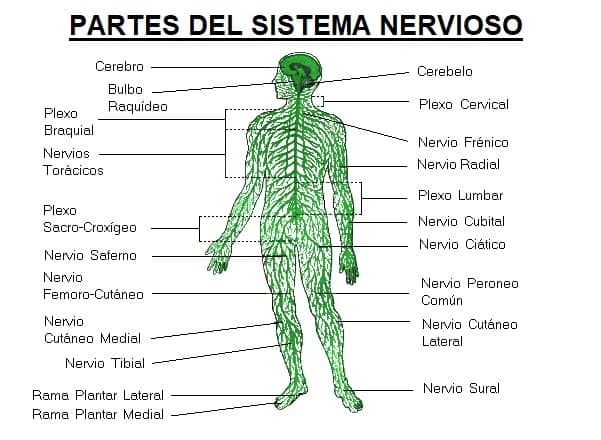 PARTES DEL SISTEMA NERVIOSO
Cerebro
Bulbo
Raquídeo
Plexo
Braquial
Nervios
Torácicos
Plexo
Sacro-Croxígeo
Nervio Saferno
Nervio
Femoro-Cutáneo
Nervio
Cutáneo Medial
Nervio Tibial
Rama Plantar Lateral
Rama Plantar Medial
Cerebelo
Plexo Cervical
Nervio Frénico
Nervio Radial
Plexo Lumbar
Nervio Cubital
Nervio Ciático
Nervio Peroneo
Común
Nervio Cutáneo
Lateral
Nervio Sural